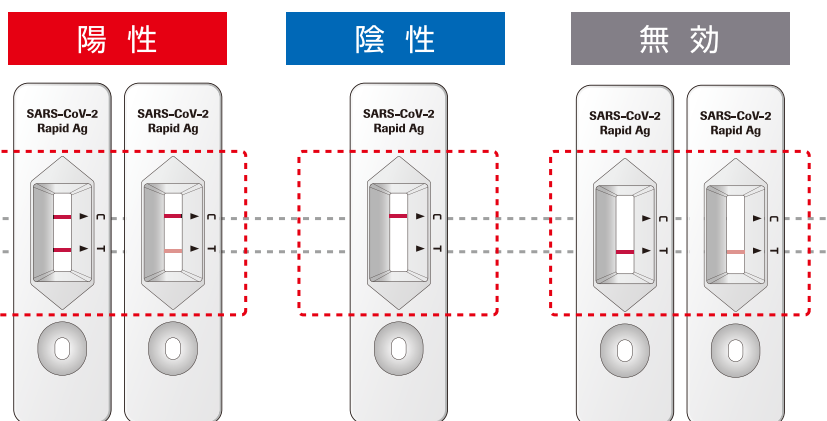 陽 性
陰 性
無 効
SARS-CoV-2
Rapid Ag
C
T
SARS-CoV-2
Rapid Ag
C
T
SARS-CoV-2
Rapid Ag
C
T
SARS-CoV-2
Rapid Ag
C
T
SARS-CoV-2
Rapid Ag
C
T